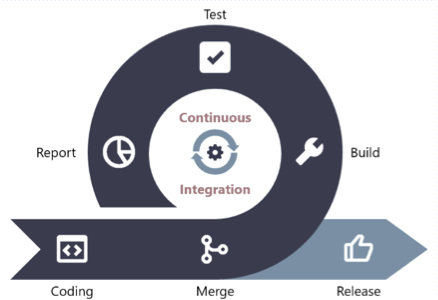 Test
Continuous
Integration
Report
Build
Coding
Merge
Release